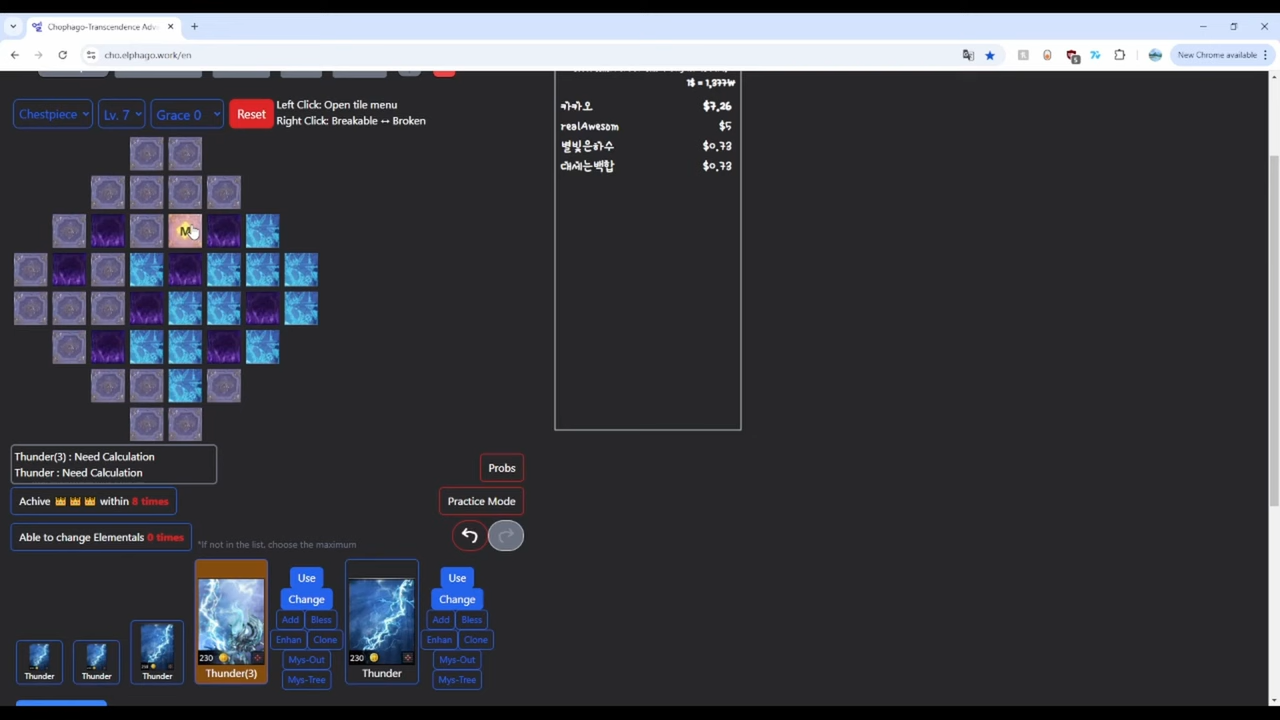 Chophago-Transcendence Adv
cho.elphago.work/en
New Chrome available
1$ = 1,377₩
Chestpiece
Lv. 7
Grace 0
Reset
Left Click: Open tile menu
Right Click: Breakable ↔ Broken
카카오 $7.26
realAwesom $5
별빛은하수 $0.73
대세는백합 $0.73
M
Thunder(3) : Need Calculation
Thunder : Need Calculation
Probs
Achive 👑 👑 👑 within 8 times
Practice Mode
Able to change Elementals 0 times
*If not in the list, choose the maximum
Use
Use
Change
Change
Add Bless
Add Bless
Enhan Clone
Enhan Clone
230
230
Mys-Out
Mys-Out
Thunder
Thunder
Thunder
Thunder(3)
Thunder
Mys-Tree
Mys-Tree